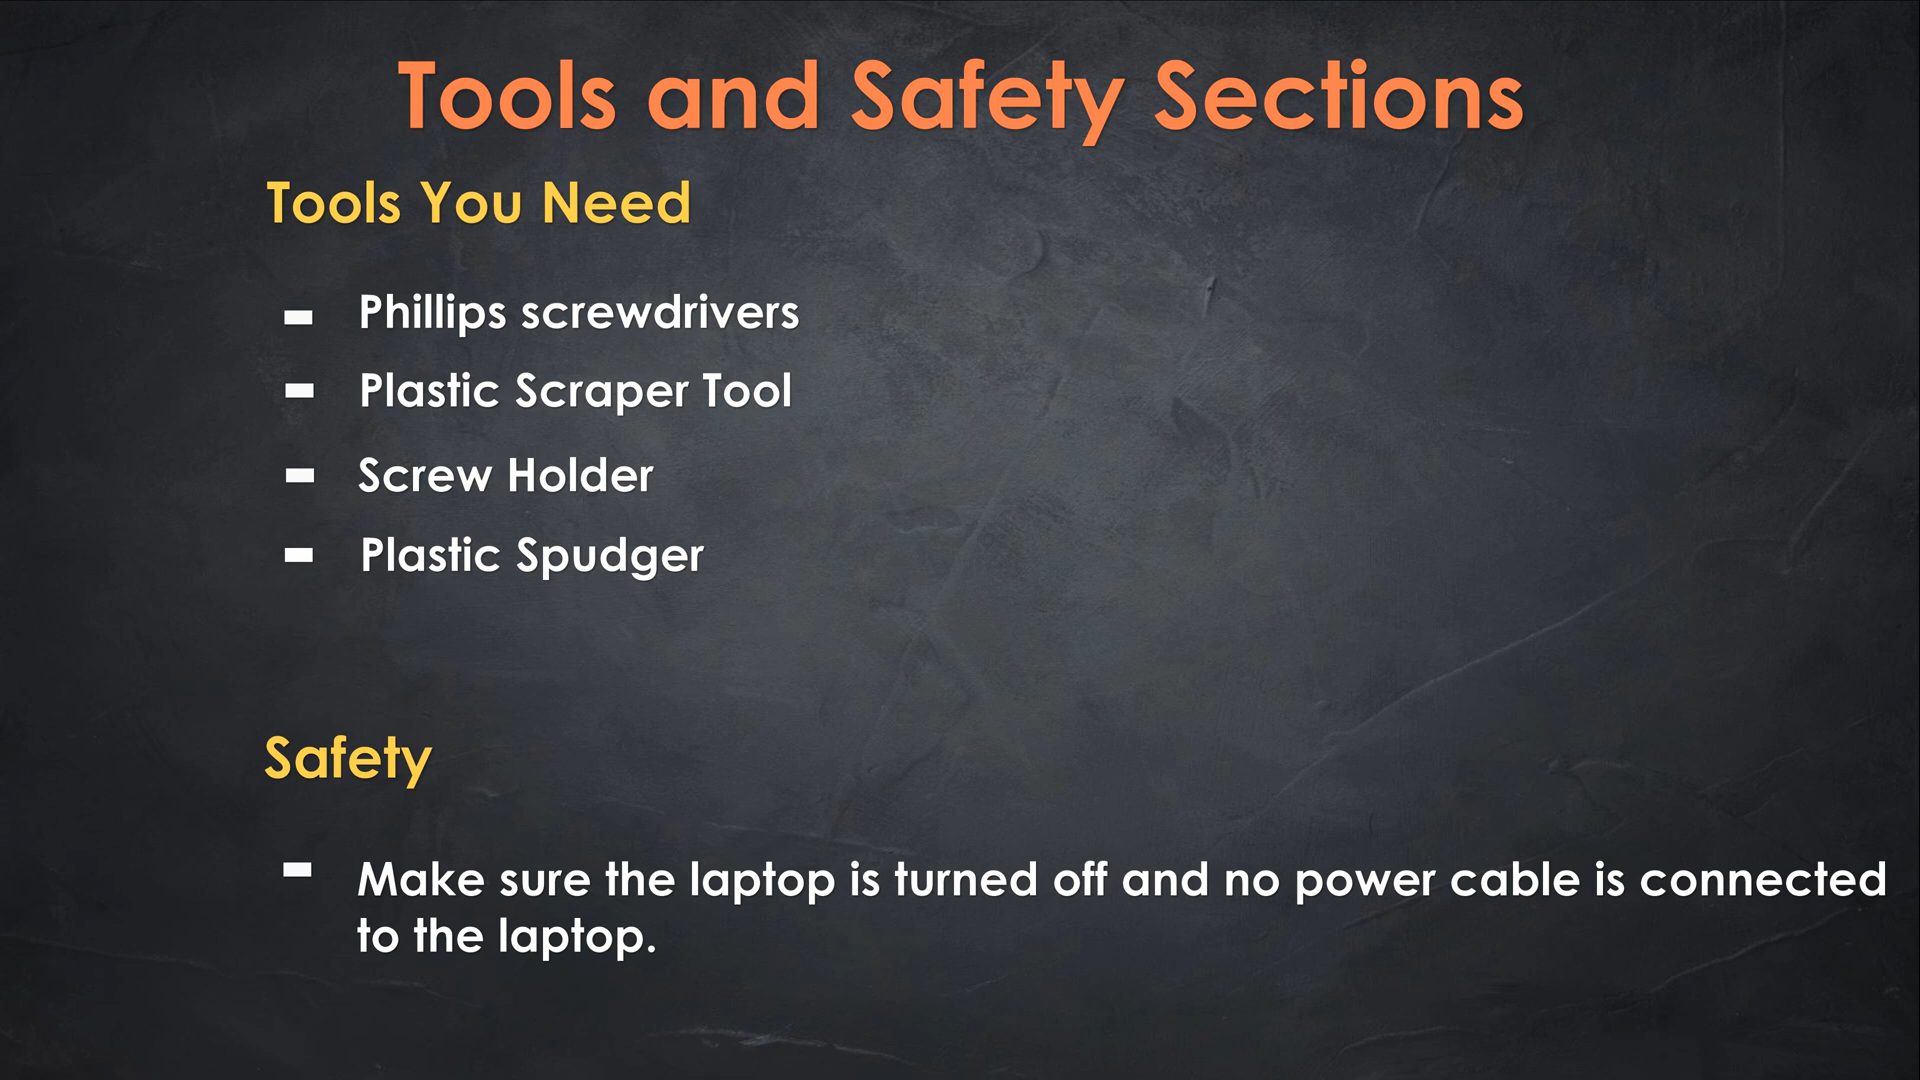 Tools and Safety Sections
Tools You Need
- Phillips screwdrivers
- Plastic Scraper Tool
- Screw Holder
- Plastic Spudger
Safety
- Make sure the laptop is turned off and no power cable is connected
to the laptop.